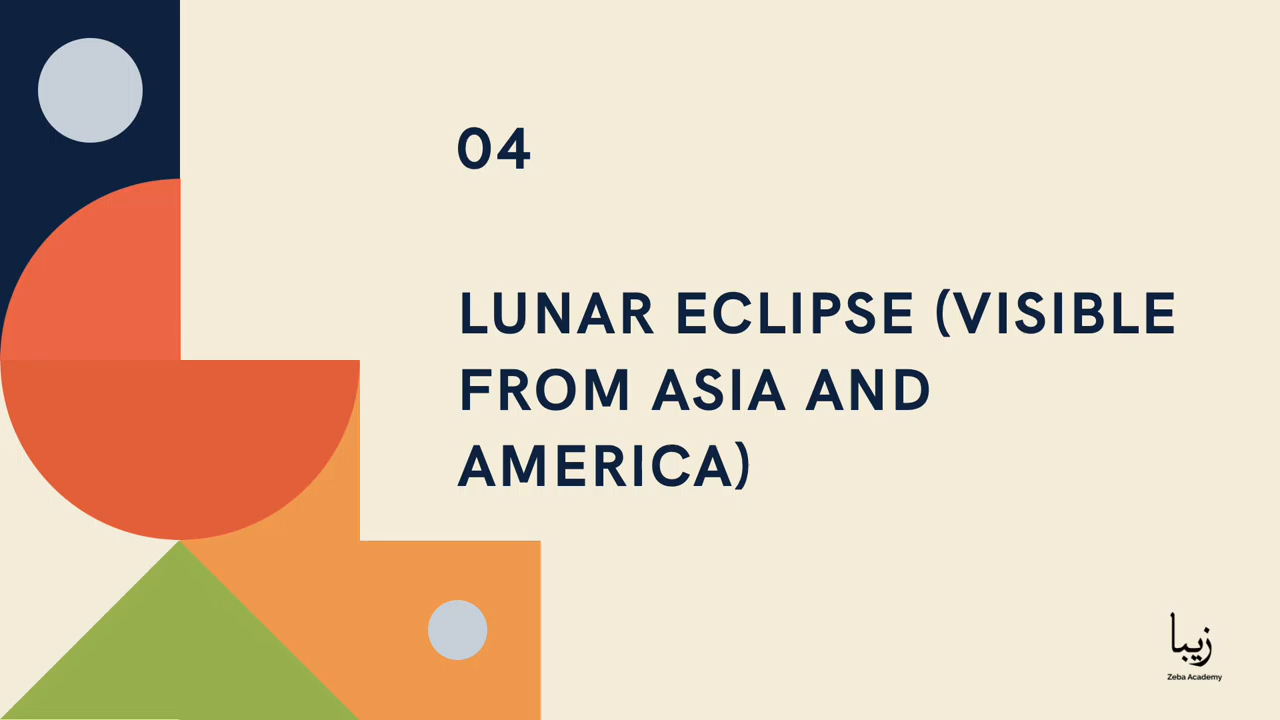 04
LUNAR ECLIPSE (VISIBLE
FROM ASIA AND
AMERICA)
زیبا
Zeba Academy